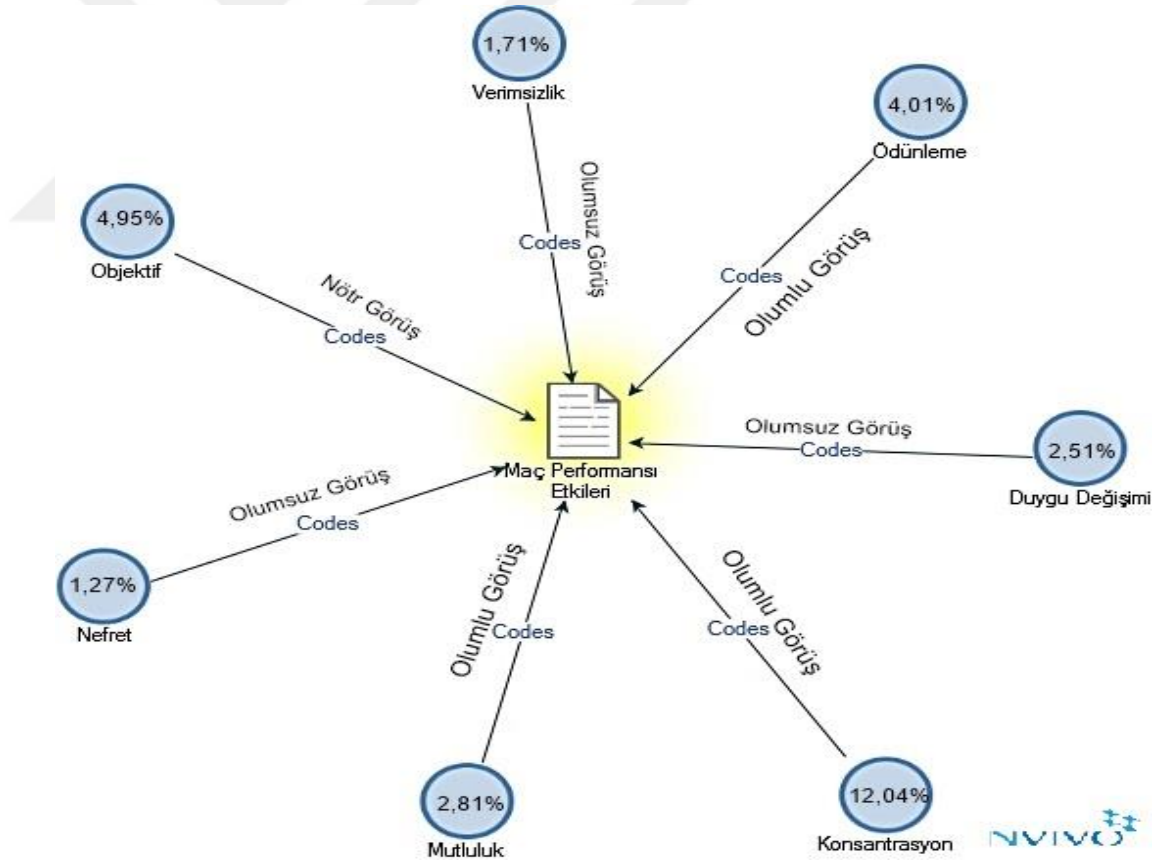 1,71%
Verimsizlik
4,01%
Ödünleme
4,95%
Objektif
Olumsuz Görüş
Codes
Codes
Olumlu Görüş
Nötr Görüş
Codes
Olumsuz Görüş
Codes
2,51%
Duygu Değişimi
Maç Performansı
Etkileri
Olumsuz Görüş
Codes
1,27%
Nefret
Olumlu Görüş
Codes
Olumlu Görüş
Codes
2,81%
Mutluluk
12,04%
Konsantrasyon
NVIVO